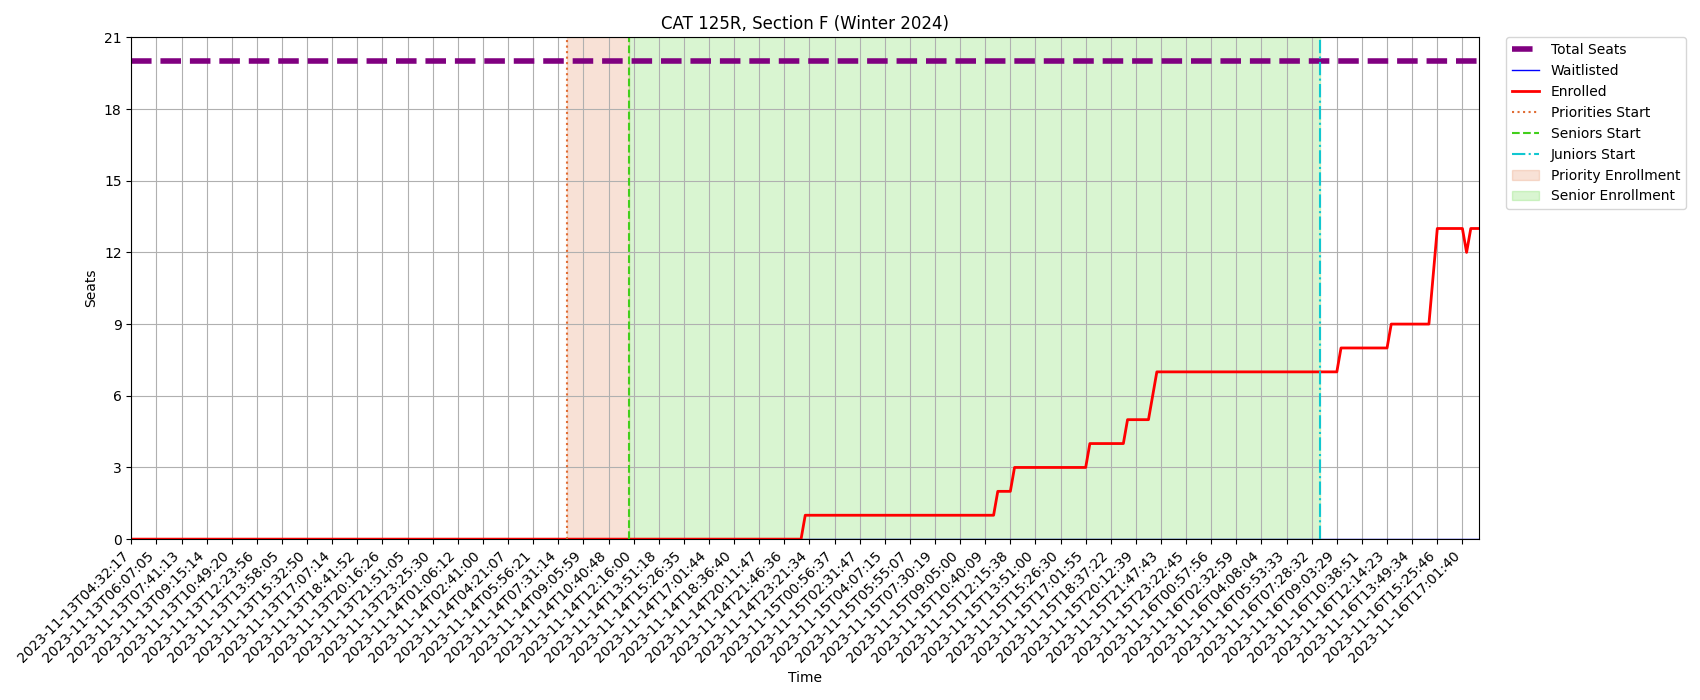 CAT 125R, Section F (Winter 2024)
21
18
15
12
9
6
3
0
Seats
2023-11-13T04:32:17
2023-11-13T06:07:05
2023-11-13T07:41:13
2023-11-13T09:15:14
2023-11-13T10:49:20
2023-11-13T12:23:56
2023-11-13T13:58:05
2023-11-13T15:32:50
2023-11-13T17:07:14
2023-11-13T18:41:52
2023-11-13T20:16:26
2023-11-13T21:51:05
2023-11-13T23:25:30
2023-11-14T01:06:12
2023-11-14T02:41:00
2023-11-14T04:21:07
2023-11-14T05:56:21
2023-11-14T07:31:14
2023-11-14T09:05:59
2023-11-14T10:40:48
2023-11-14T12:16:00
2023-11-14T13:51:18
2023-11-14T15:26:35
2023-11-14T17:01:44
2023-11-14T18:36:40
2023-11-14T20:11:47
2023-11-14T21:46:36
2023-11-14T23:21:34
2023-11-15T00:56:37
2023-11-15T02:31:47
2023-11-15T04:07:15
2023-11-15T05:55:07
2023-11-15T07:30:19
2023-11-15T09:05:00
2023-11-15T10:40:09
2023-11-15T12:15:38
2023-11-15T13:51:00
2023-11-15T15:26:30
2023-11-15T17:01:55
2023-11-15T18:37:22
2023-11-15T20:12:39
2023-11-15T21:47:43
2023-11-15T23:22:45
2023-11-16T00:57:56
2023-11-16T02:32:59
2023-11-16T04:08:04
2023-11-16T05:53:33
2023-11-16T07:28:32
2023-11-16T09:03:29
2023-11-16T10:38:51
2023-11-16T12:14:23
2023-11-16T13:49:34
2023-11-16T15:25:46
2023-11-16T17:01:40
Time
Total Seats
Waitlisted
Enrolled
Priorities Start
Seniors Start
Juniors Start
Priority Enrollment
Senior Enrollment